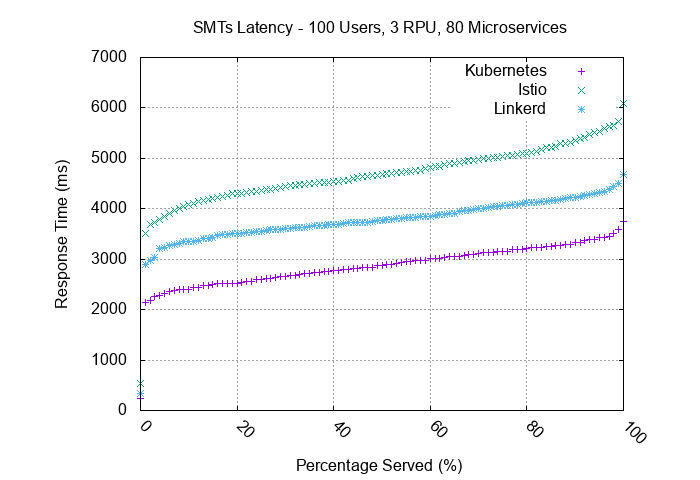 SMTs Latency - 100 Users, 3 RPU, 80 Microservices
7000
6000
5000
4000
3000
2000
1000
0
Response Time (ms)
Kubernetes
Istio
Linkerd
0
20
40
60
80
100
Percentage Served (%)